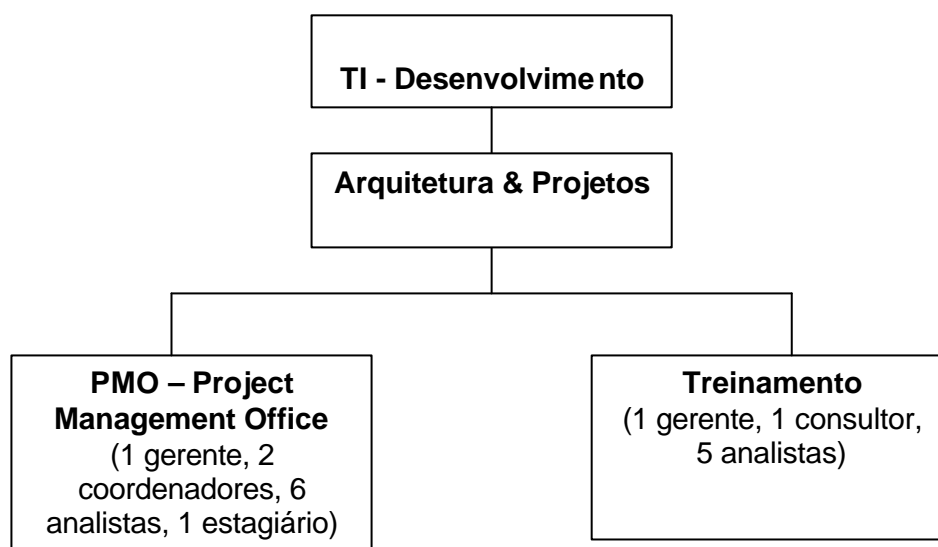 TI - Desenvolvimento
Arquitetura & Projetos
PMO – Project
Management Office
(1 gerente, 2
coordenadores, 6
analistas, 1 estagiário)
Treinamento
(1 gerente, 1 consultor,
5 analistas)